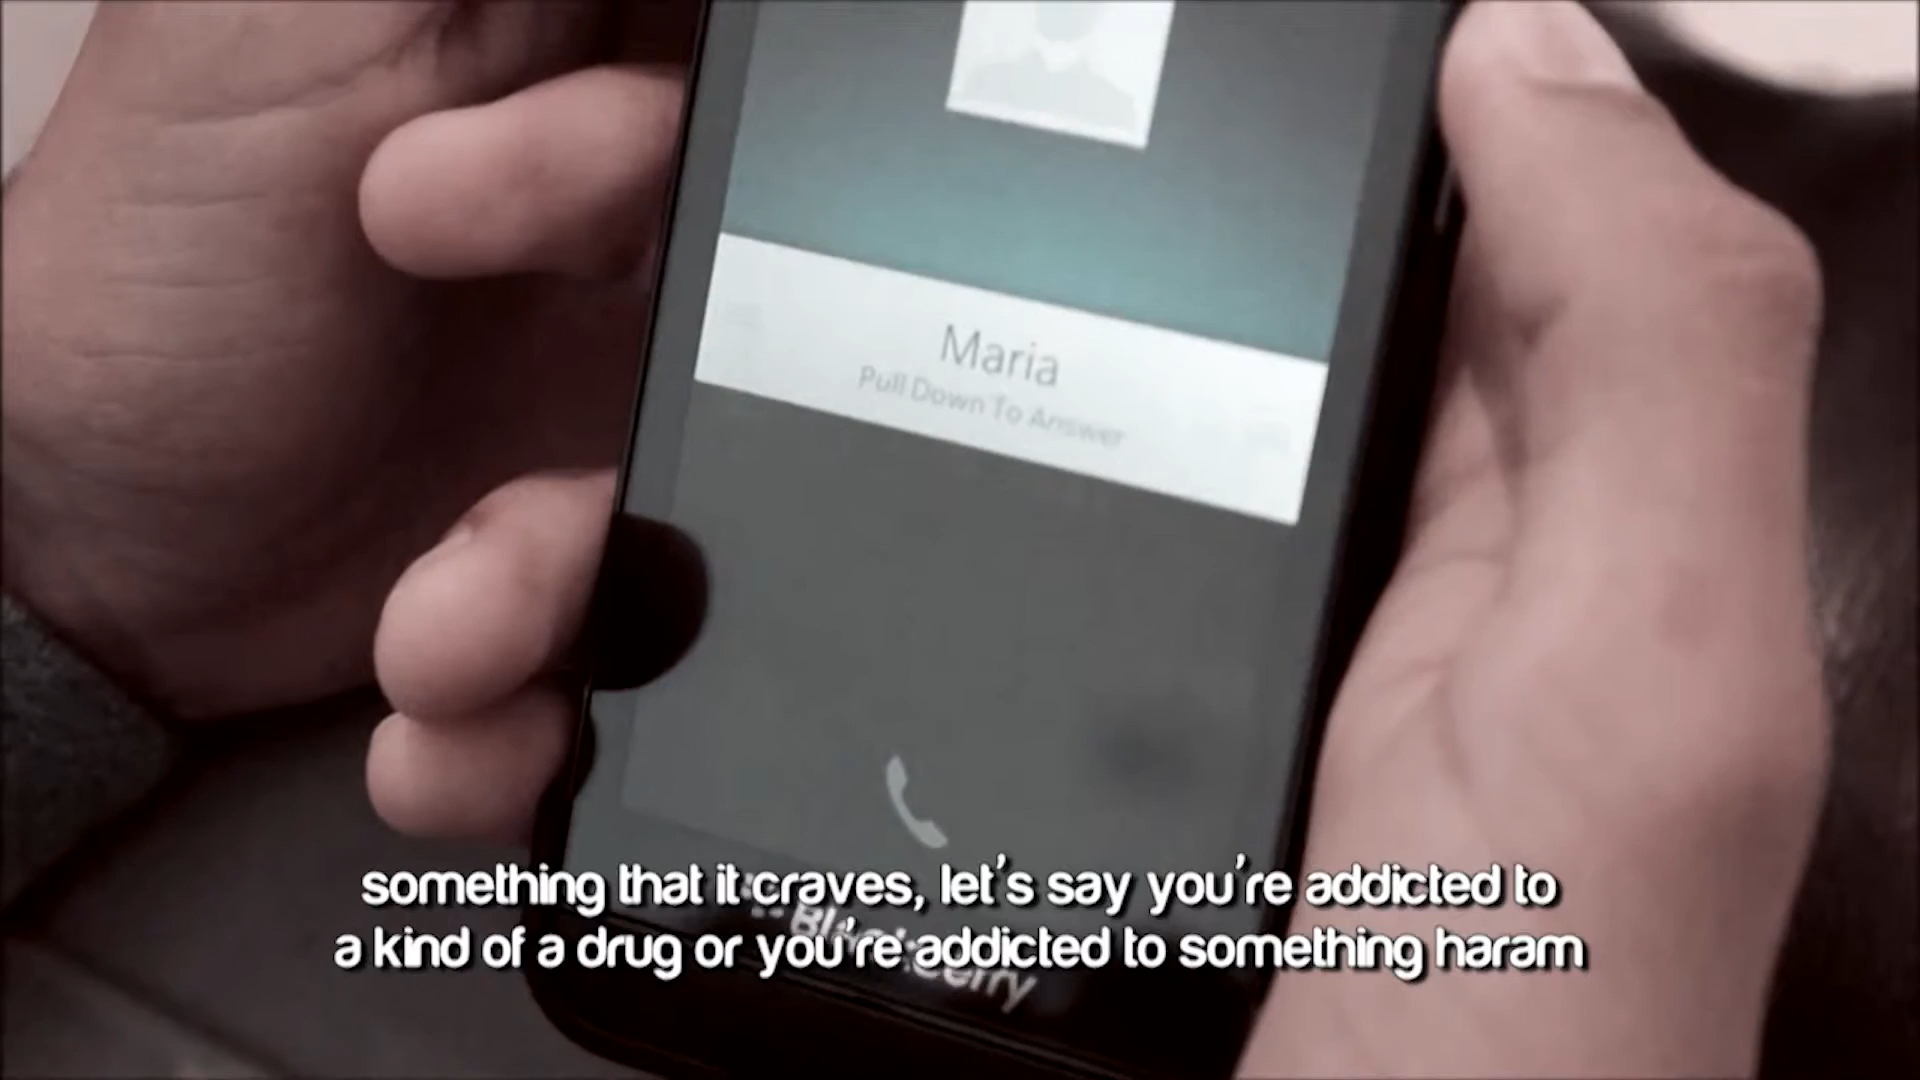 Maria
Pull Down To Answer
something that it craves, let's say you're addicted to
a kind of a drug or you're addicted to something haram
BlackBerry